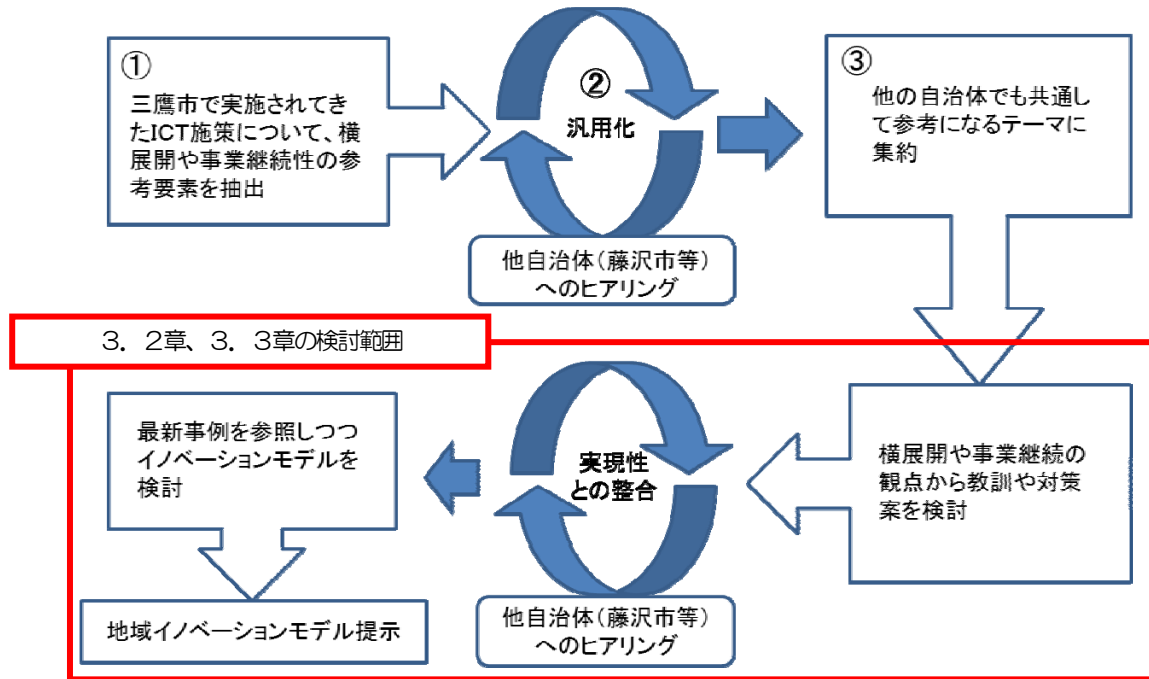 ①
三鷹市で実施されてき
たICT施策について、横
展開や事業継続性の参
考要素を抽出
②
汎用化
他自治体(藤沢市等)
へのヒアリング
③
他の自治体でも共通し
て参考になるテーマに
集約
3.2章、3.3章の検討範囲
横展開や事業継続の
観点から教訓や対策
案を検討
実現性
との整合
他自治体(藤沢市等)
へのヒアリング
最新事例を参照しつつ
イノベーションモデルを
検討
地域イノベーションモデル提示